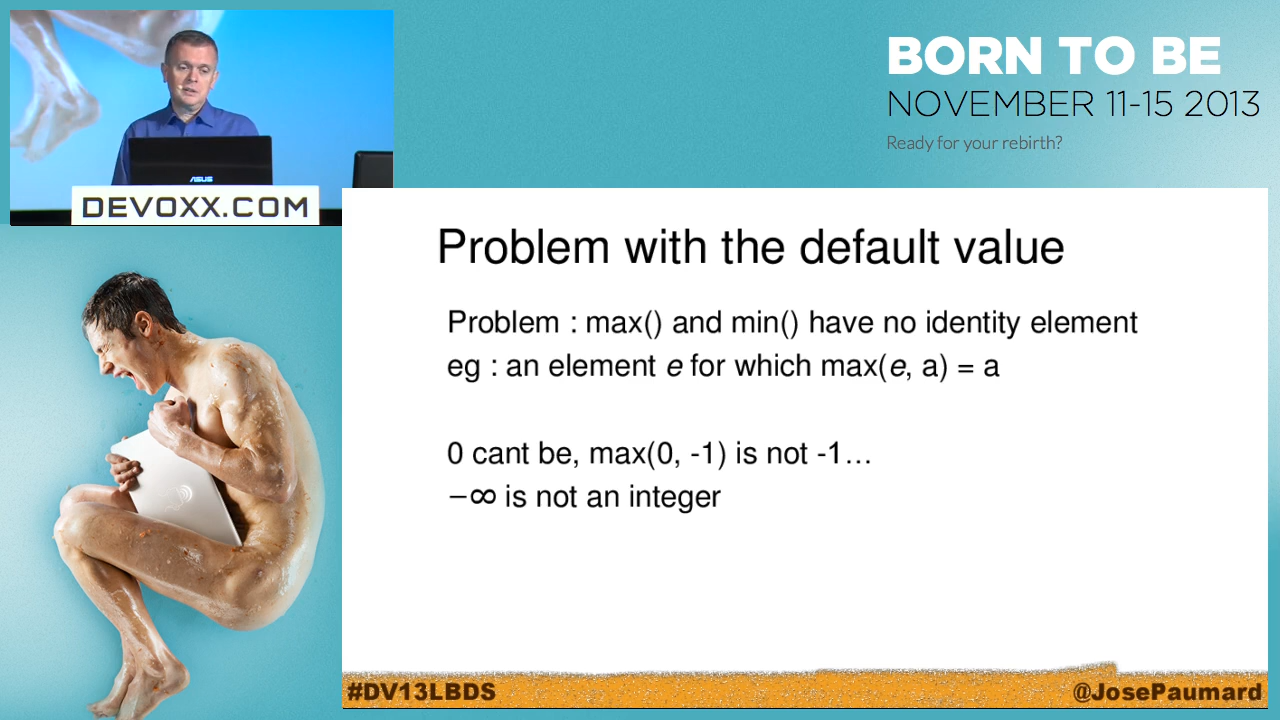 BORN TO BE
NOVEMBER 11-15 2013
Ready for your rebirth?
ASUS
DEVOXX.COM
Problem with the default value
Problem : max() and min() have no identity element
eg : an element e for which max(e, a) = a
0 cant be, max(0, -1) is not -1…
−∞ is not an integer
#DV13LBDS
@JosePaumard